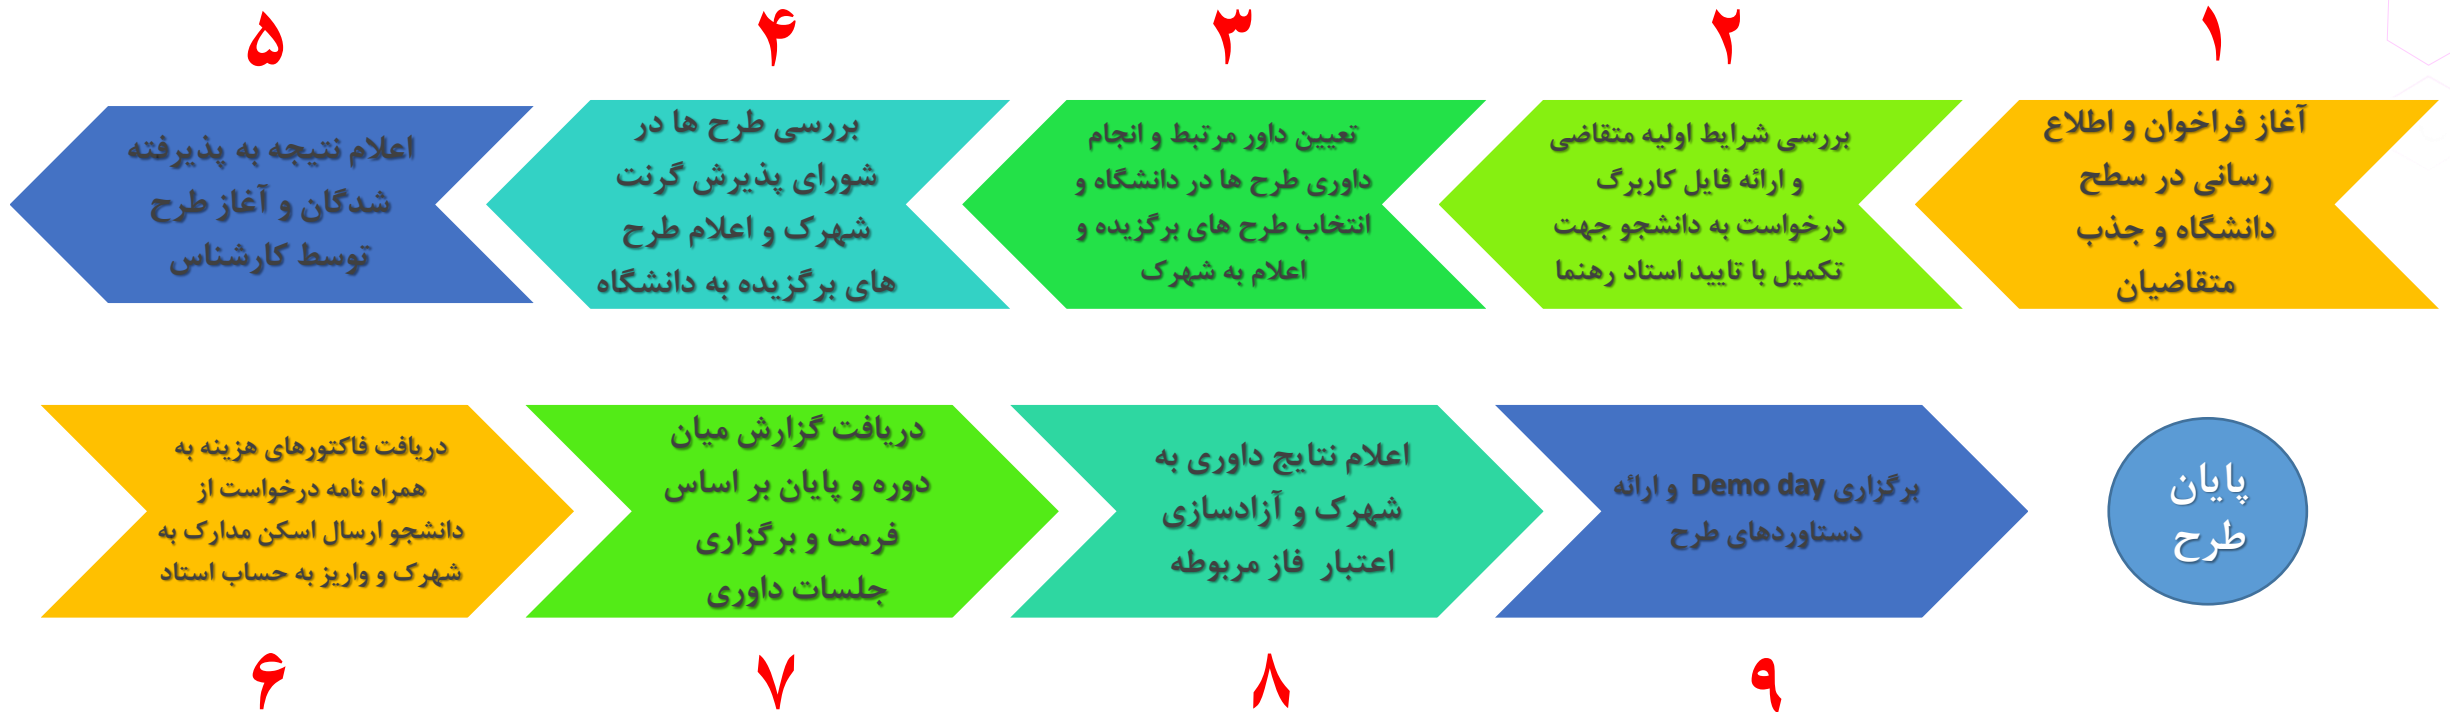 ۱
آغاز فراخوان و اطلاع
رسانی در سطح
دانشگاه و جذب
متقاضیان
۲
بررسی شرایط اولیه متقاضی
و ارائه فایل کاربرگ
درخواست به دانشجو جهت
تکمیل با تایید استاد رهنما
۳
تعیین داور مرتبط و انجام
داوری طرح ها در دانشگاه و
انتخاب طرح های برگزیده و
اعلام به شهرک
۴
بررسی طرح ها در
شورای پذیرش گرنت
شهرک و اعلام طرح
های برگزیده به دانشگاه
۵
اعلام نتیجه به پذیرفته
شدگان و آغاز طرح
توسط کارشناس
دریافت فاکتورهای هزینه به
همراه نامه درخواست از
دانشجو ارسال اسکن مدارک به
شهرک و واریز به حساب استاد
۶
دریافت گزارش میان
دوره و پایان بر اساس
فرمت و برگزاری
جلسات داوری
۷
اعلام نتایج داوری به
شهرک و آزادسازی
اعتبار فاز مربوطه
۸
برگزاری Demo day و ارائه
دستاوردهای طرح
۹
پایان
طرح